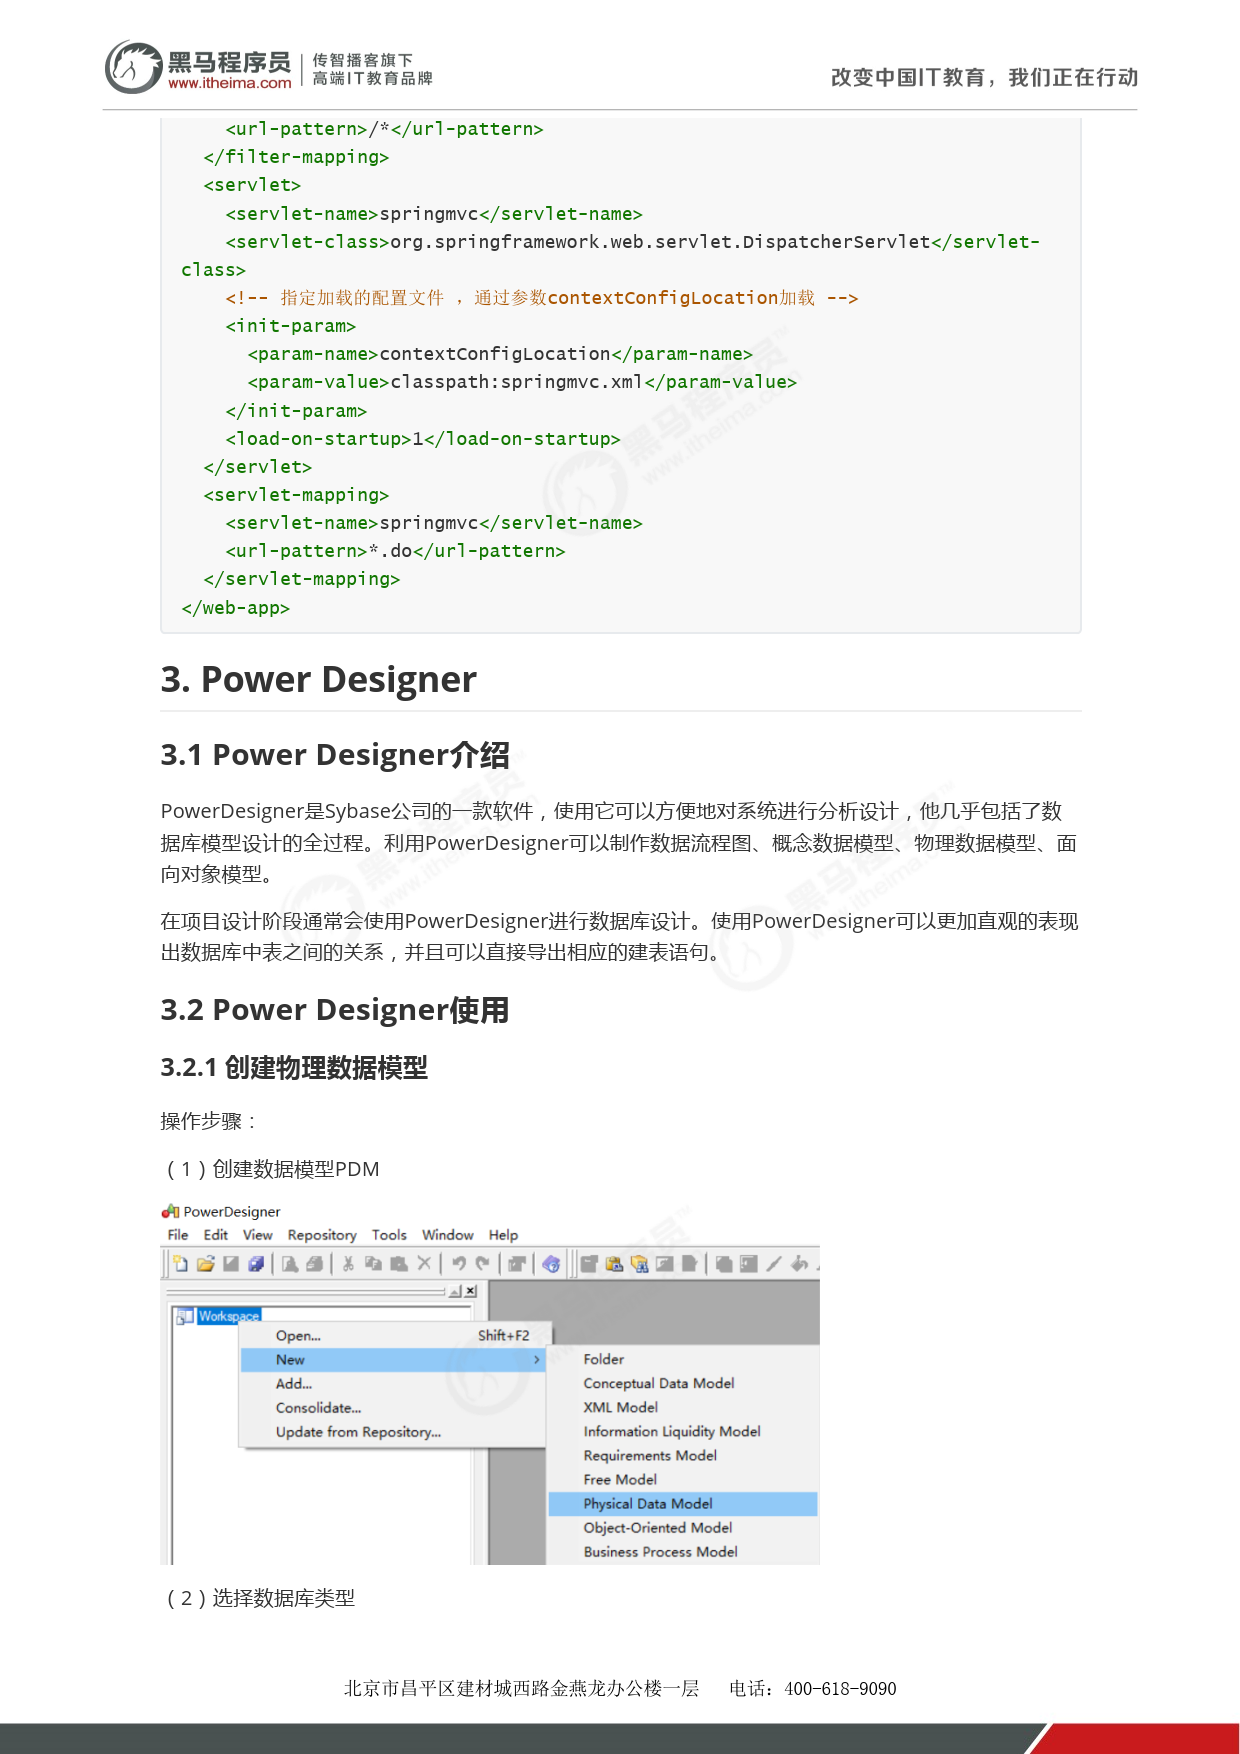 黑马程序员
www.itheima.com
传智播客旗下
高端IT教育品牌
改变中国IT教育，我们正在行动
<url-pattern>/*</url-pattern>
</filter-mapping>
<servlet>
<servlet-name>springmvc</servlet-name>
<servlet-class>org.springframework.web.servlet.DispatcherServlet</servlet-
class>
<!-- 指定加载的配置文件 ，通过参数contextConfigLocation加载 -->
<init-param>
<param-name>contextConfigLocation</param-name>
<param-value>classpath:springmvc.xml</param-value>
</init-param>
<load-on-startup>1</load-on-startup>
</servlet>
<servlet-mapping>
<servlet-name>springmvc</servlet-name>
<url-pattern>*.do</url-pattern>
</servlet-mapping>
</web-app>
3. Power Designer
3.1 Power Designer介绍
PowerDesigner是Sybase公司的一款软件，使用它可以方便地对系统进行分析设计，他几乎包括了数
据库模型设计的全过程。利用PowerDesigner可以制作数据流程图、概念数据模型、物理数据模型、面
向对象模型。
在项目设计阶段通常会使用PowerDesigner进行数据库设计。使用PowerDesigner可以更加直观的表现
出数据库中表之间的关系，并且可以直接导出相应的建表语句。
3.2 Power Designer使用
3.2.1 创建物理数据模型
操作步骤：
（1）创建数据模型PDM
PowerDesigner
File Edit View Repository Tools Window Help
Workspace
Open... Shift+F2
New
Add...
Consolidate...
Update from Repository...
Folder
Conceptual Data Model
XML Model
Information Liquidity Model
Requirements Model
Free Model
Physical Data Model
Object-Oriented Model
Business Process Model
（2）选择数据库类型
北京市昌平区建材城西路金燕龙办公楼一层 电话：400-618-9090